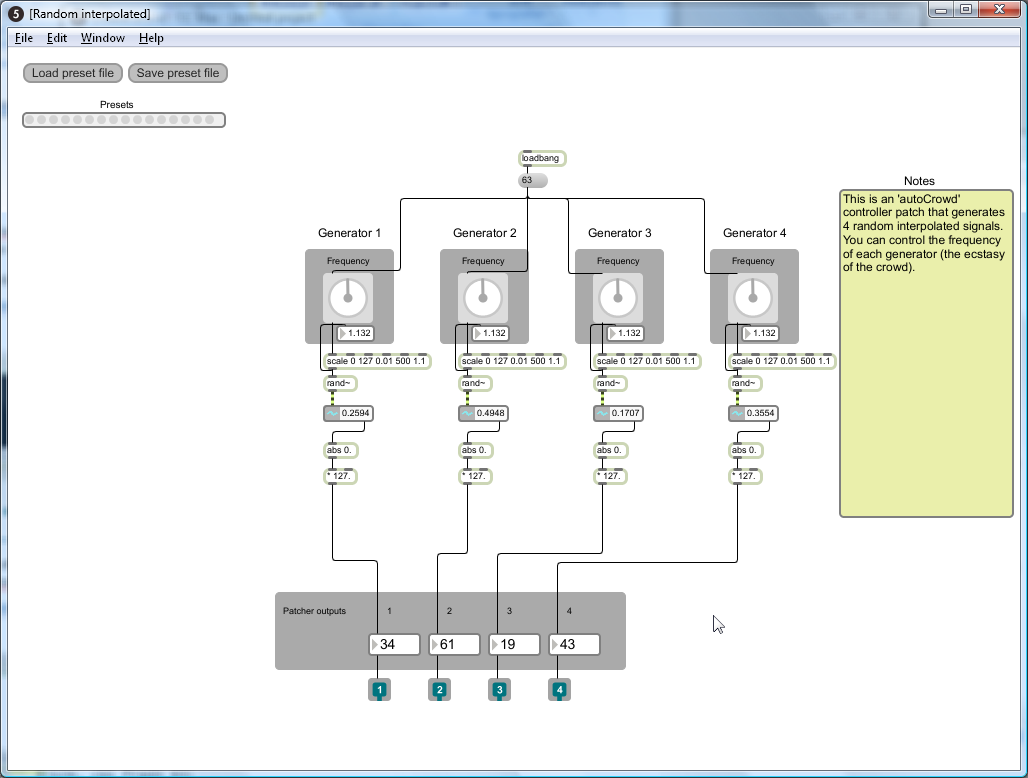 5 [Random interpolated]
File Edit Window Help
Load preset file Save preset file
Presets
loadbang
63
Notes
This is an 'autoCrowd'
controller patch that generates
4 random interpolated signals.
You can control the frequency
of each generator (the ecstasy
of the crowd).
Generator 1 Generator 2 Generator 3 Generator 4
Frequency Frequency Frequency Frequency
1.132 1.132 1.132 1.132
scale 0 127 0.01 500 1.1 scale 0 127 0.01 500 1.1 scale 0 127 0.01 500 1.1 scale 0 127 0.01 500 1.1
rand~ rand~ rand~ rand~
0.2594 0.4948 0.1707 0.3554
abs 0. abs 0. abs 0. abs 0.
* 127. * 127. * 127. * 127.
Patcher outputs 1 2 3 4
34 61 19 43
1 2 3 4